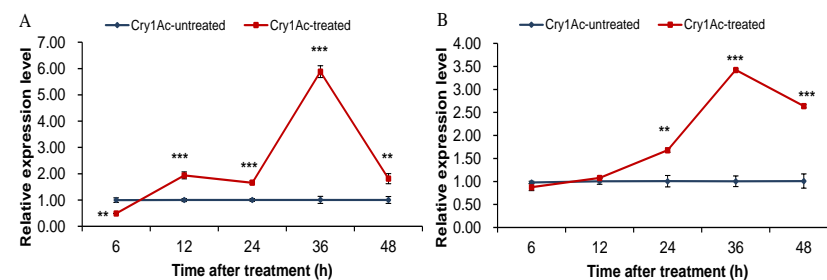 A
Cry1Ac-untreated Cry1Ac-treated
Relative expression level
7.00
6.00
5.00
4.00
3.00
2.00
1.00
0.00
**
***
***
***
**
6 12 24 36 48
Time after treatment (h)
B
Cry1Ac-untreated Cry1Ac-treated
Relative expression level
4.00
3.50
3.00
2.50
2.00
1.50
1.00
0.50
0.00
**
***
***
6 12 24 36 48
Time after treatment (h)